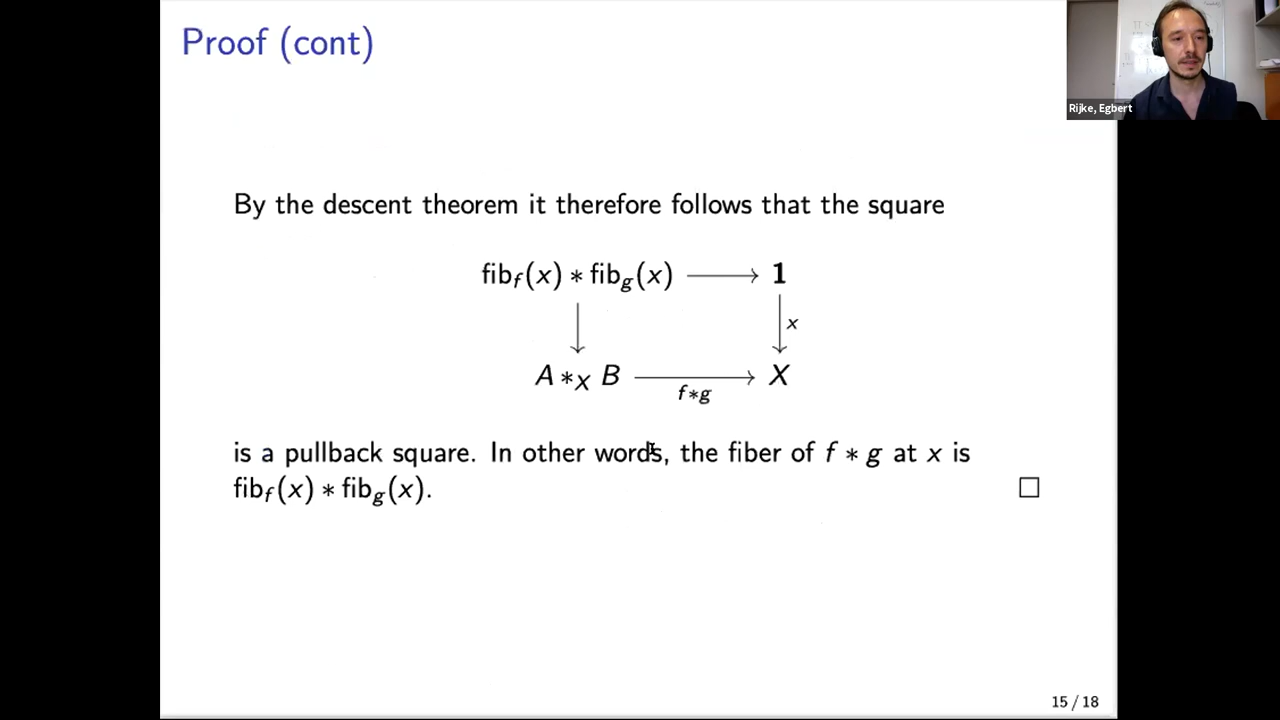 Proof (cont)
Rijke, Egbert
By the descent theorem it therefore follows that the square
fib_f(x) ∗ fib_g(x) ⟶ 1
x
A ∗_X B ⟶ X
f∗g
is a pullback square. In other words, the fiber of f ∗ g at x is
fib_f(x) ∗ fib_g(x). □
15 / 18